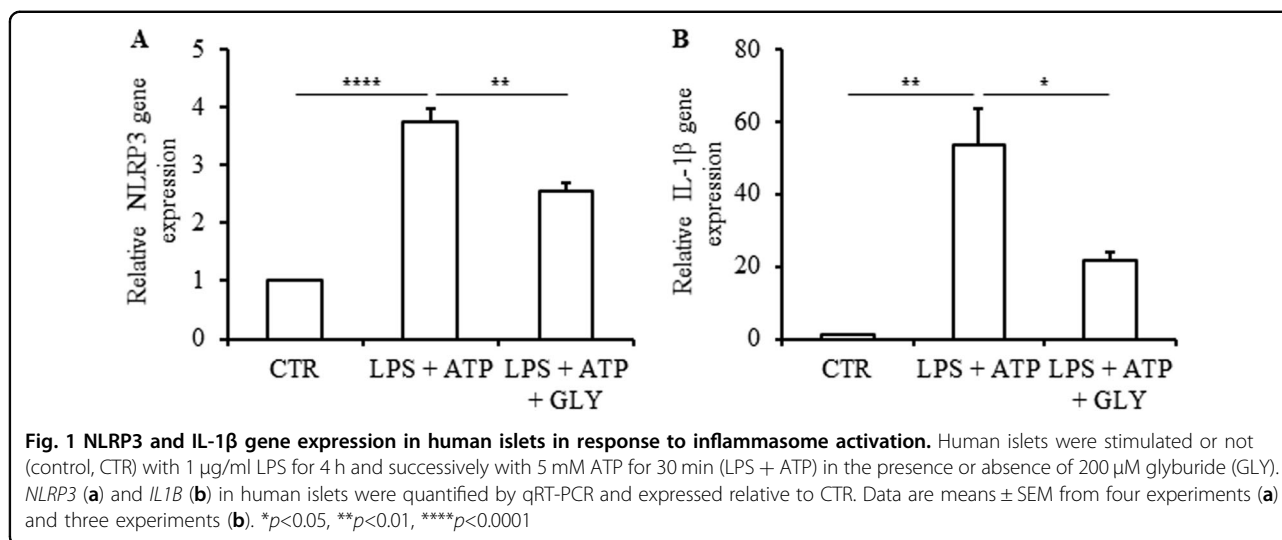 A
Relative NLRP3 gene
expression
5
4
3
2
1
0
****
**
CTR
LPS + ATP
LPS + ATP
+ GLY
B
Relative IL-1β gene
expression
80
60
40
20
0
**
*
CTR
LPS + ATP
LPS + ATP
+ GLY
Fig. 1 NLRP3 and IL-1β gene expression in human islets in response to inflammasome activation. Human islets were stimulated or not
(control, CTR) with 1 µg/ml LPS for 4 h and successively with 5 mM ATP for 30 min (LPS + ATP) in the presence or absence of 200 µM glyburide (GLY).
NLRP3 (a) and IL1B (b) in human islets were quantified by qRT-PCR and expressed relative to CTR. Data are means ± SEM from four experiments (a)
and three experiments (b). *p<0.05, **p<0.01, ****p<0.0001